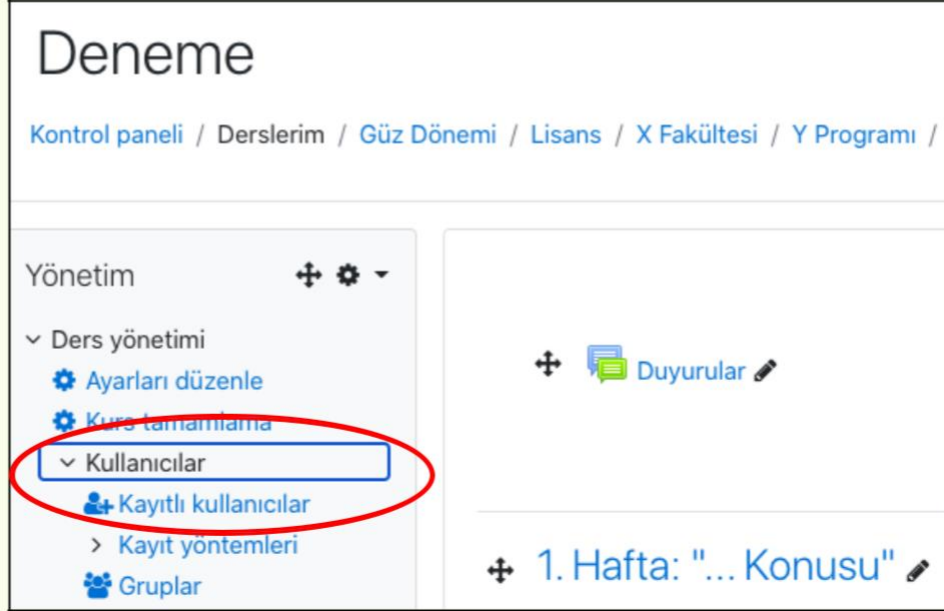 Deneme
Kontrol paneli / Derslerim / Güz Dönemi / Lisans / X Fakültesi / Y Programı /
Yönetim
Ders yönetimi
Ayarları düzenle
Kurs tamamlama
Kullanıcılar
Kayıtlı kullanıcılar
Kayıt yöntemleri
Gruplar
Duyurular
1. Hafta: "... Konusu"